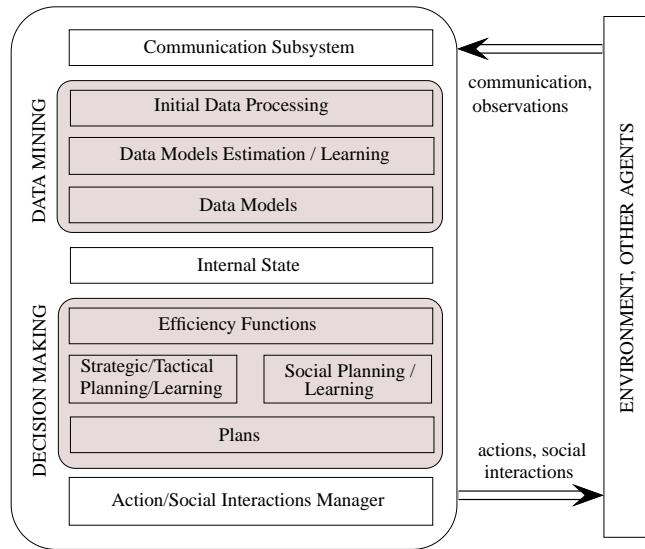 Communication Subsystem
communication,
observations
DATA MINING
Initial Data Processing
Data Models Estimation / Learning
Data Models
Internal State
DECISION MAKING
Efficiency Functions
Strategic/Tactical
Planning/Learning
Social Planning /
Learning
Plans
Action/Social Interactions Manager
actions, social
interactions
ENVIRONMENT, OTHER AGENTS